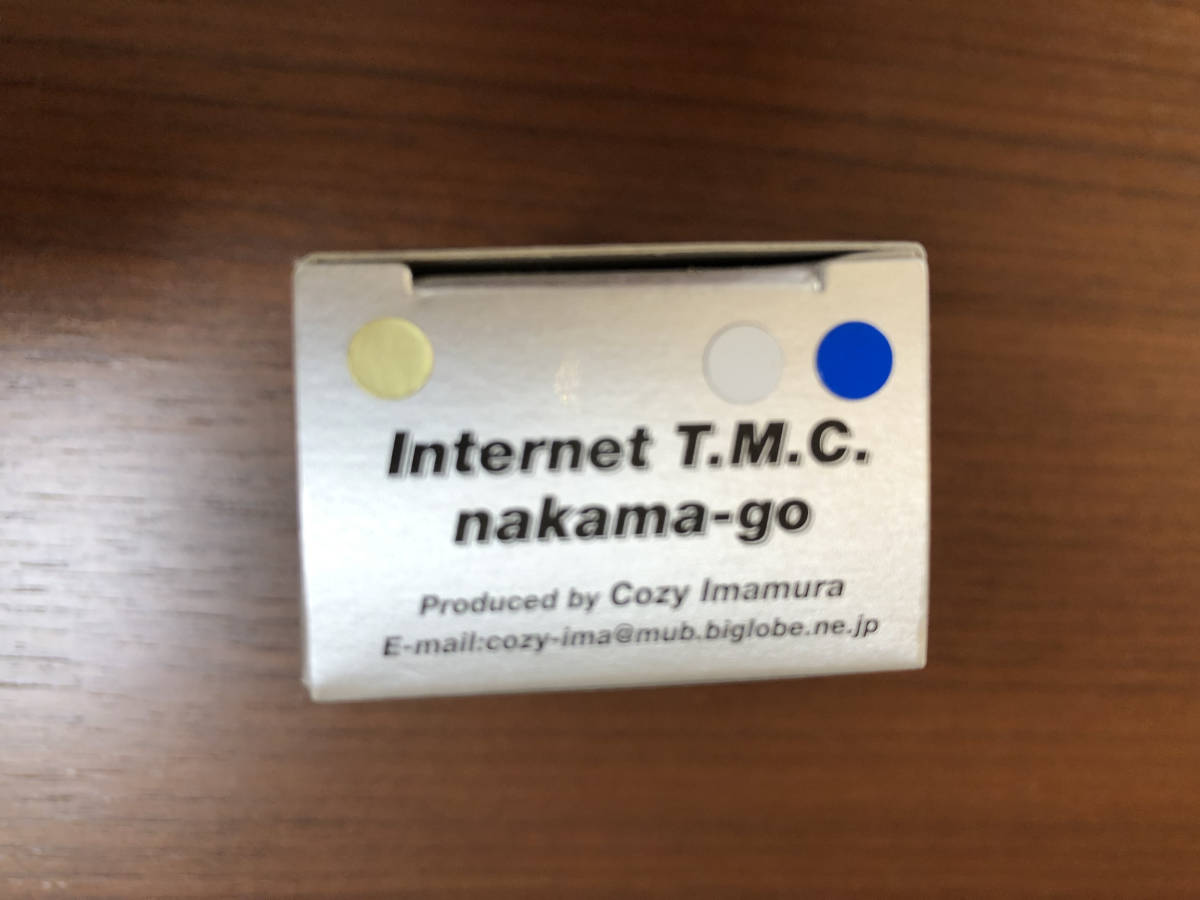 Internet T.M.C.
nakama-go
Produced by Cozy Imamura
E-mail:cozy-ima@mub.biglobe.ne.jp